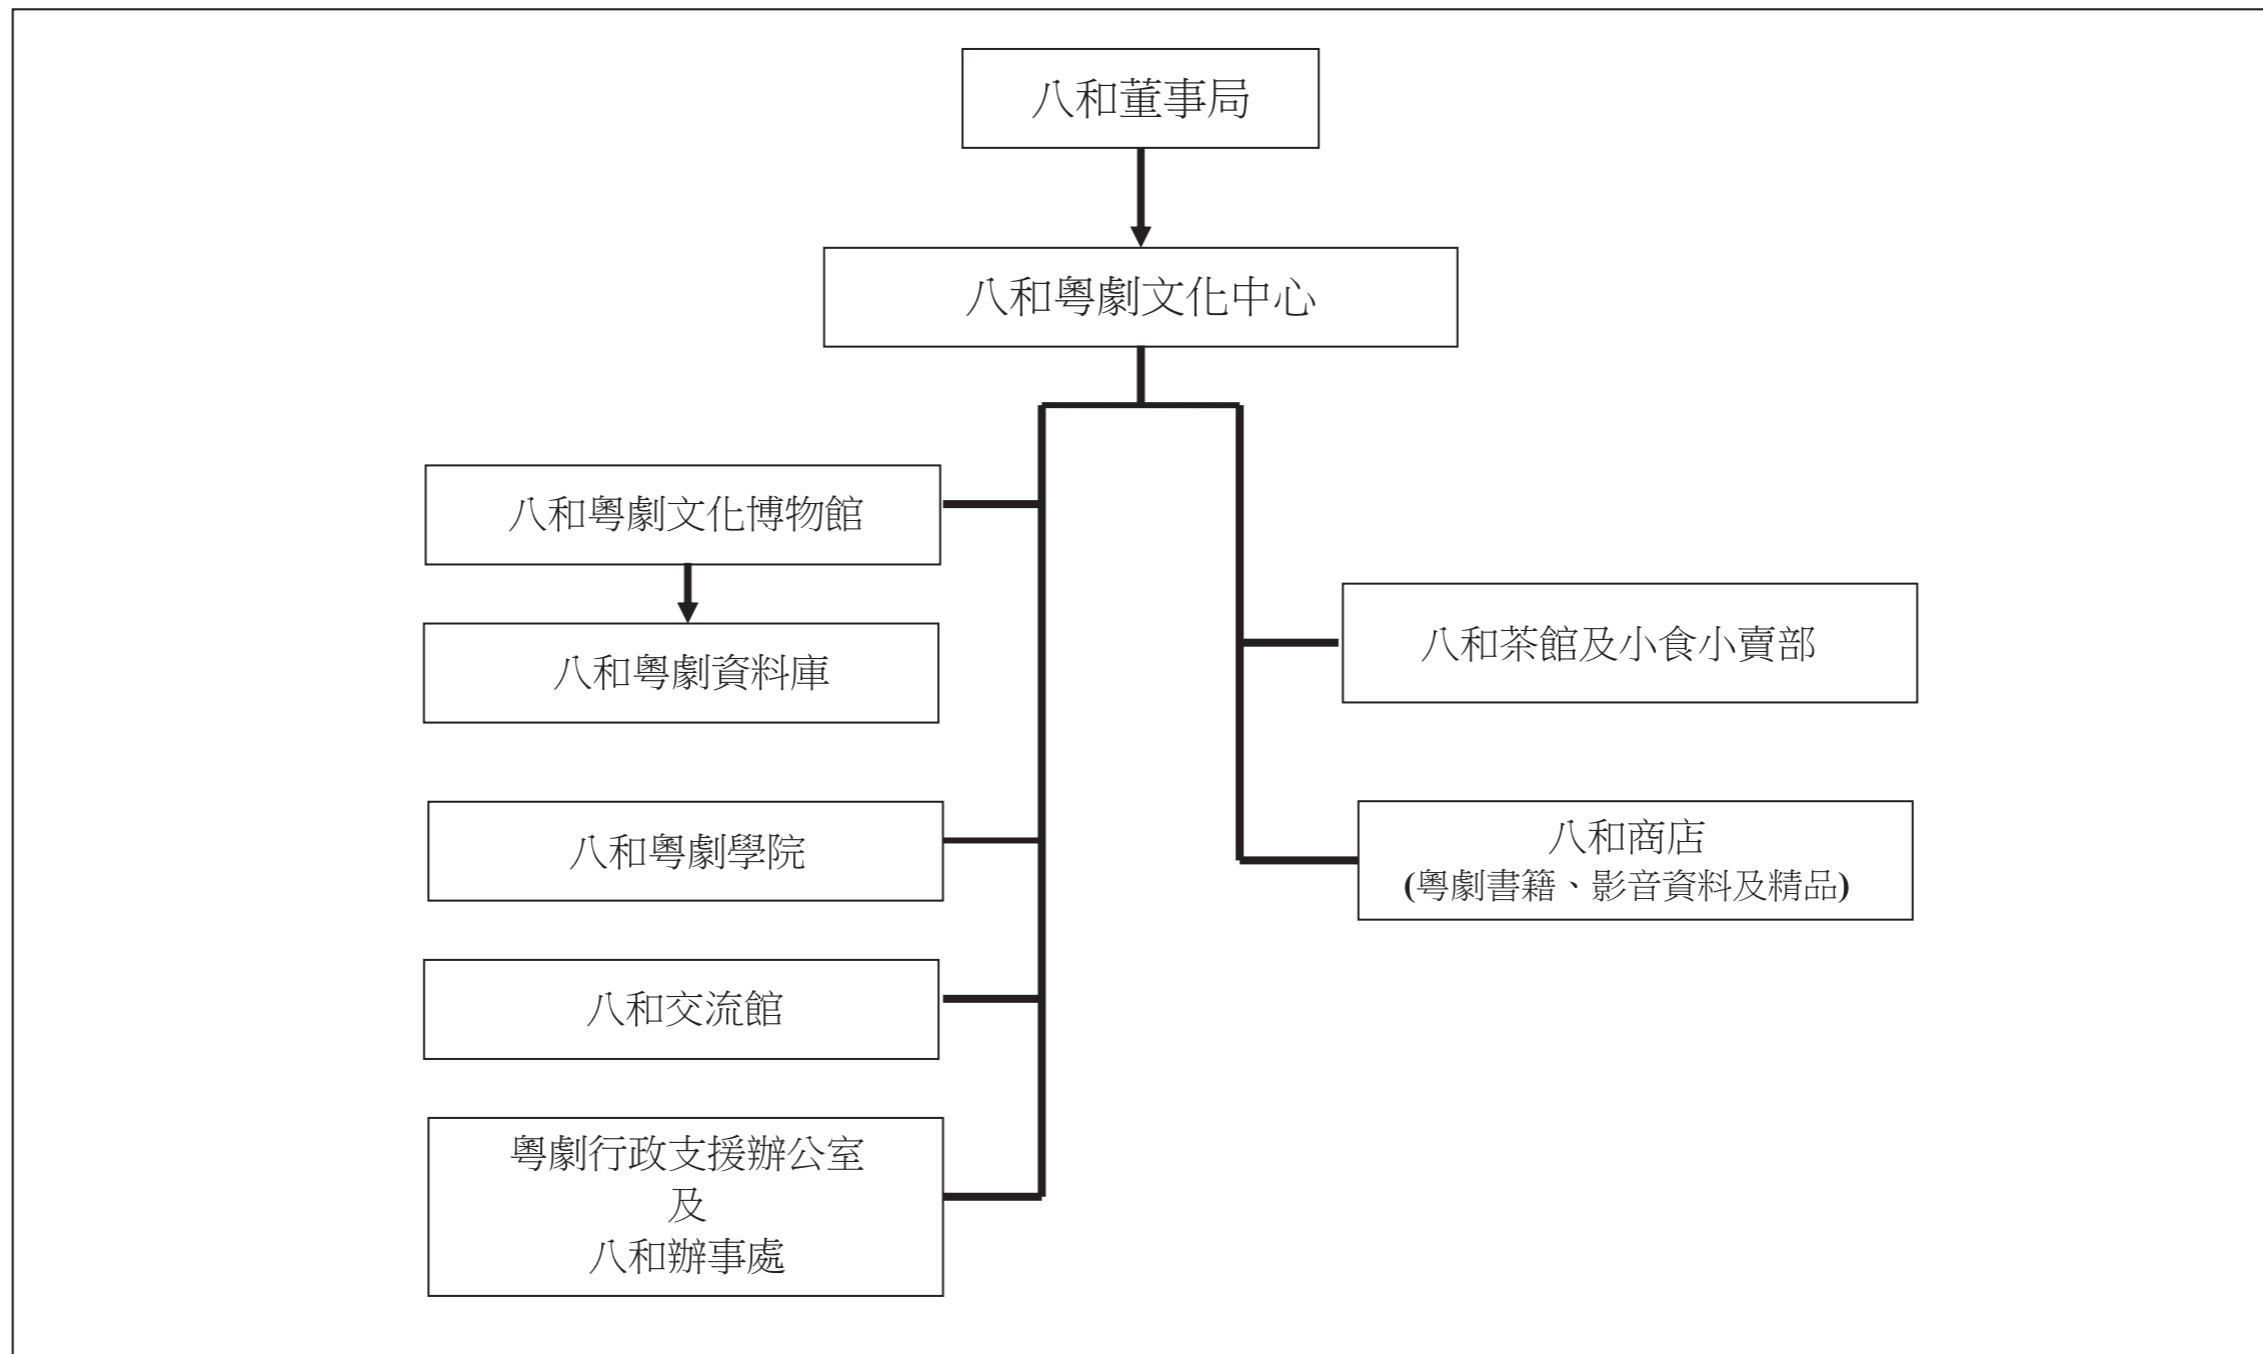 八和董事局
八和粵劇文化中心
八和粵劇文化博物館
八和粵劇資料庫
八和粵劇學院
八和交流館
粵劇行政支援辦公室
及
八和辦事處
八和茶館及小食小賣部
八和商店
(粵劇書籍、影音資料及精品)